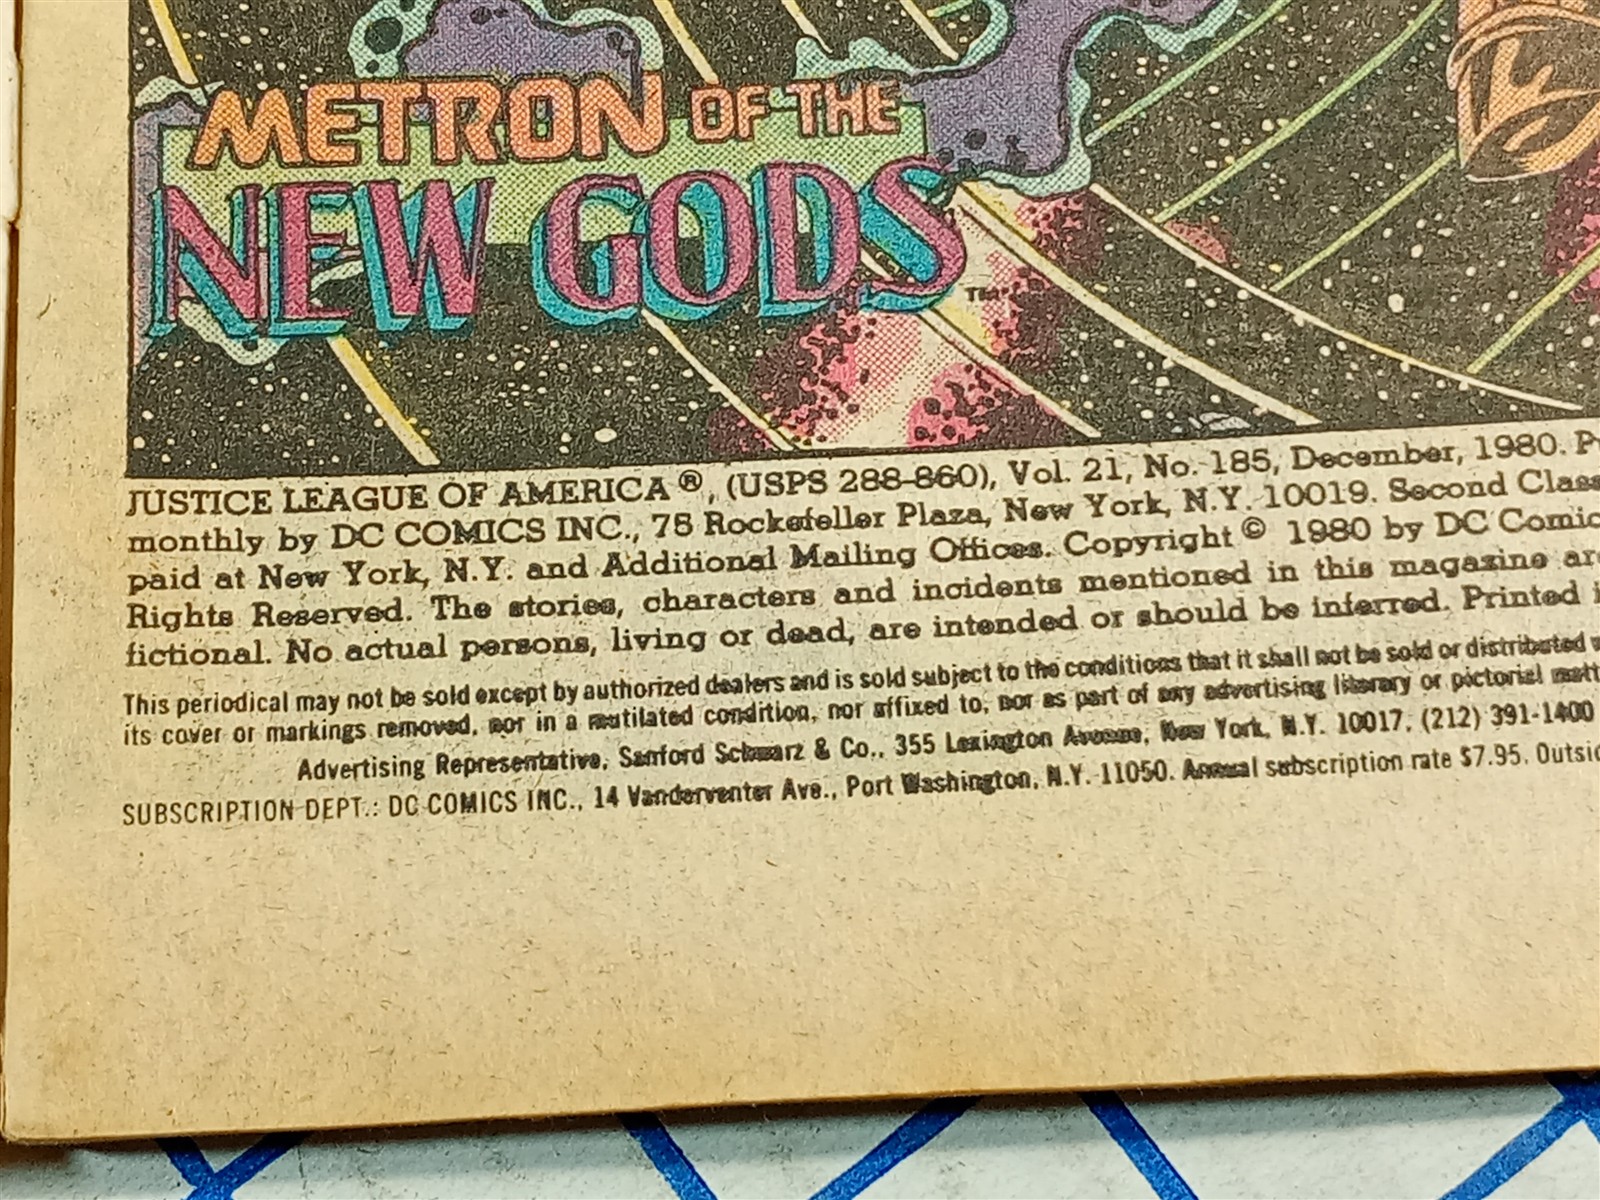 METRON OF THE
NEW GODS
TM
JUSTICE LEAGUE OF AMERICA ®, (USPS 288-860), Vol. 21, No. 185, December, 1980.
monthly by DC COMICS INC., 75 Rockefeller Plaza, New York, N.Y. 10019. Second Class
paid at New York, N.Y. and Additional Mailing Offices. Copyright © 1980 by DC Comic
Rights Reserved. The stories, characters and incidents mentioned in this magazine ar
fictional. No actual persons, living or dead, are intended or should be inferred. Printed i
This periodical may not be sold except by authorized dealers and is sold subject to the conditions that it shall not be sold or distributed w
its cover or markings removed, nor in a mutilated condition, nor affixed to, nor as part of any advertising literary or pictorial matt
Advertising Representative, Sanford Schwarz & Co., 355 Lexington Avenue, New York, N.Y. 10017, (212) 391-1400
SUBSCRIPTION DEPT.: DC COMICS INC., 14 Vanderventer Ave., Port Washington, N.Y. 11050. Annual subscription rate $7.95. Outsid